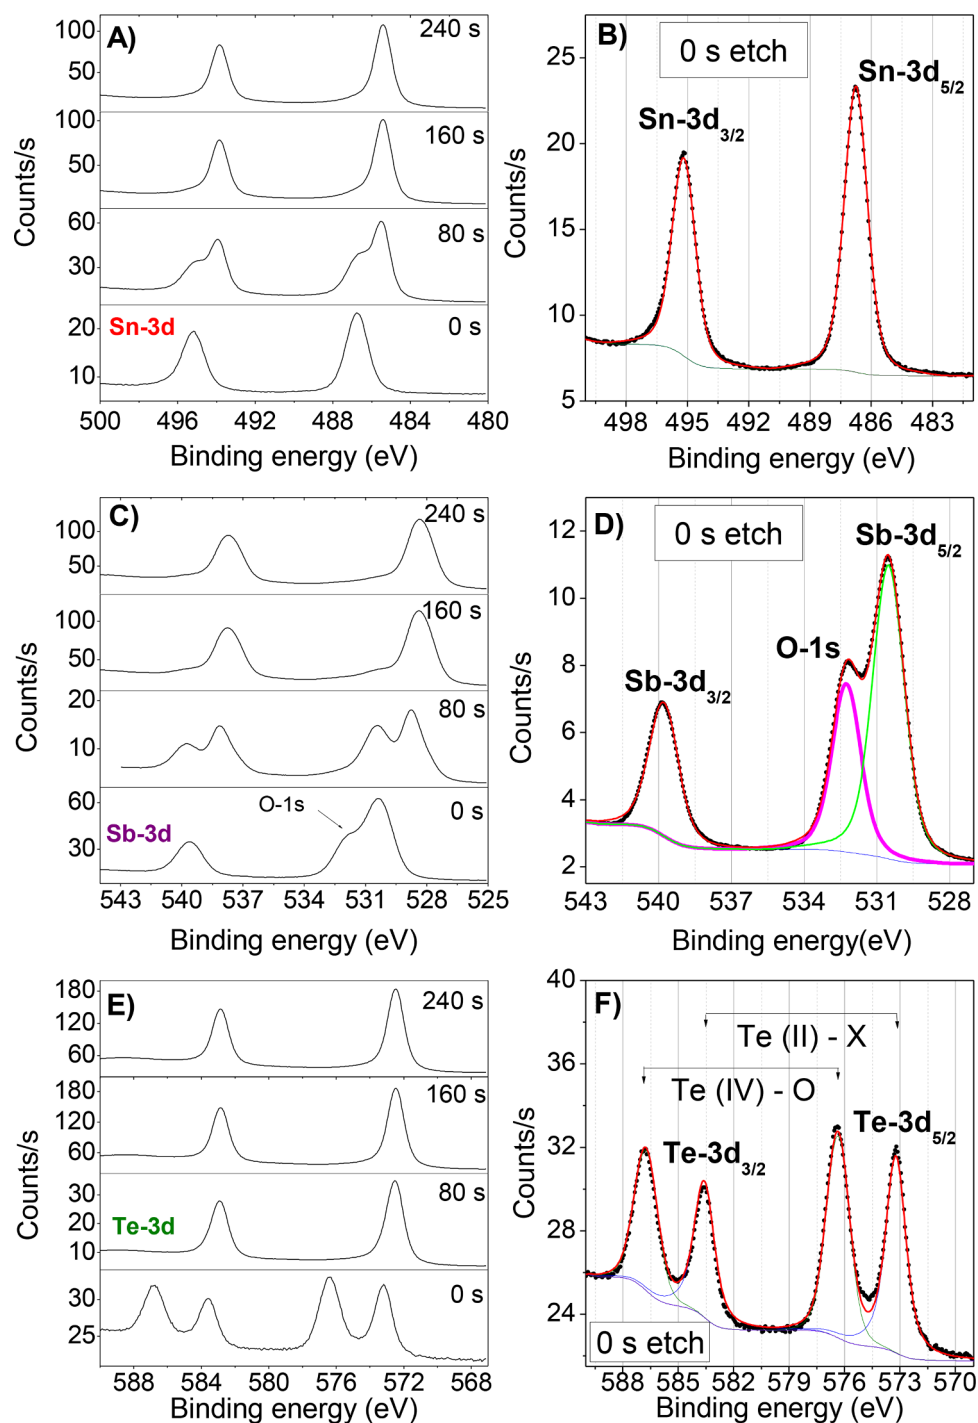 A)
240 s
100
50
160 s
100
50
80 s
60
30
Sn-3d
0 s
20
10
500 496 492 488 484 480
Binding energy (eV)
Counts/s
B)
0 s etch
Sn-3d5/2
Sn-3d3/2
25
20
15
10
5
498 495 492 489 486 483
Binding energy (eV)
Counts/s
C)
240 s
100
50
160 s
100
50
80 s
20
10
O-1s
0 s
Sb-3d
60
30
543 540 537 534 531 528 525
Binding energy (eV)
Counts/s
D)
0 s etch
Sb-3d5/2
O-1s
Sb-3d3/2
12
10
8
6
4
2
543 540 537 534 531 528
Binding energy(eV)
Counts/s
E)
240 s
180
120
60
160 s
180
120
60
80 s
30
20
10
Te-3d
0 s
30
25
588 584 580 576 572 568
Binding energy (eV)
Counts/s
F)
Te (II) - X
Te (IV) - O
Te-3d5/2
Te-3d3/2
40
36
32
28
24
0 s etch
588 585 582 579 576 573 570
Binding energy (eV)
Counts/s